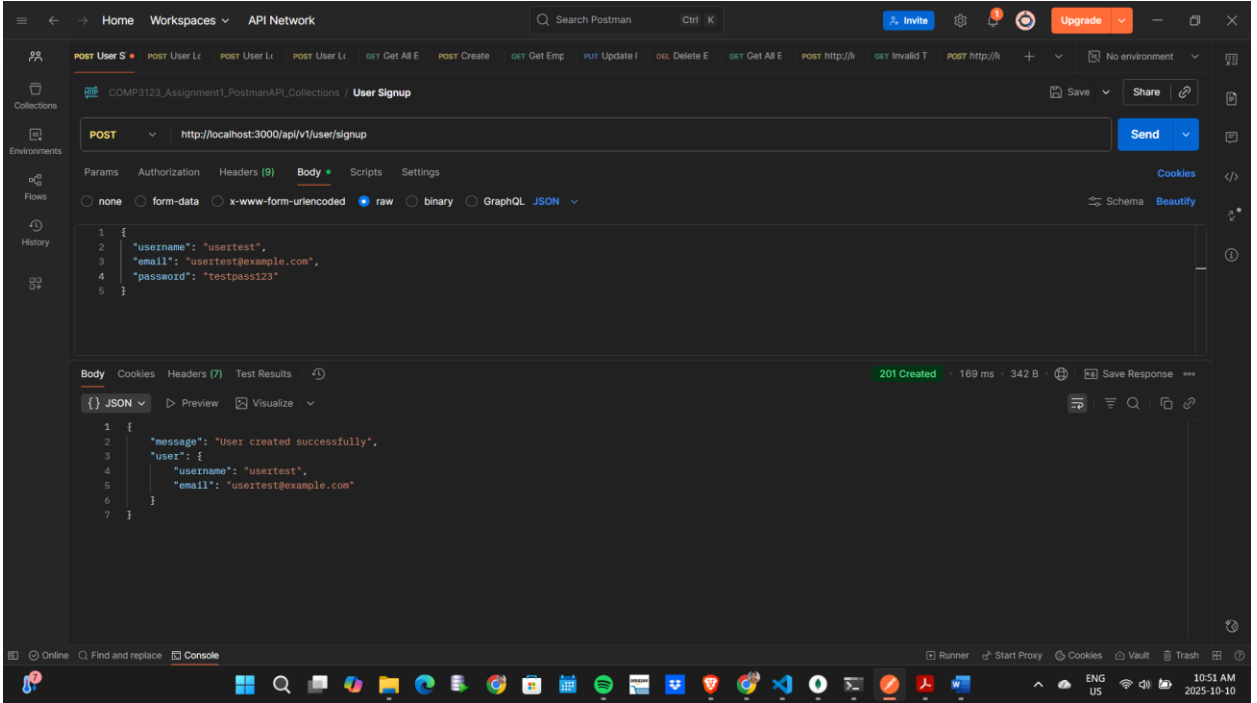 Home Workspaces API Network Search Postman Ctrl K Invite 1 Upgrade
POST User S POST User Lc POST User Lc POST User Lc GET Get All E POST Create GET Get Emp PUT Update I DEL Delete E GET Get All E POST http://lo GET Invalid T POST http://lo No environment
Collections
Environments
Flows
History
HTTP COMP3123_Assignment1_PostmanAPI_Collections / User Signup Save Share
POST http://localhost:3000/api/v1/user/signup Send
Params Authorization Headers (9) Body Scripts Settings Cookies
none form-data x-www-form-urlencoded raw binary GraphQL JSON Schema Beautify
1 {
2 "username": "usertest",
3 "email": "usertest@example.com",
4 "password": "testpass123"
5 }
Body Cookies Headers (7) Test Results 201 Created 169 ms 342 B Save Response
{} JSON Preview Visualize
1 {
2 "message": "User created successfully",
3 "user": {
4 "username": "usertest",
5 "email": "usertest@example.com"
6 }
7 }
Online Find and replace Console Runner Start Proxy Cookies Vault Trash
7 amazon ENG 10:51 AM
US 2025-10-10